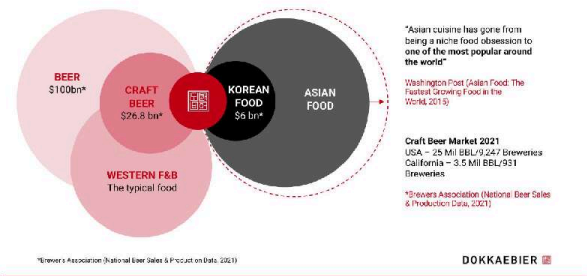 BEER
$100bn*
CRAFT
BEER
$26.8 bn*
KOREAN
FOOD
$6 bn*
ASIAN
FOOD
WESTERN F&B
The typical food
"Asian cuisine has gone from
being a niche food obsession to
one of the most popular around
the world"
Washington Post (Asian Food: The
Fastest Growing Food in the
World, 2015)
Craft Beer Market 2021
USA – 25 Mil BBL/9,247 Breweries
California – 3.5 Mil BBL/931
Breweries
*Brewers Association (National Beer Sales
& Production Data, 2021)
*Brewer's Association (National Beer Sales & Production Data, 2021)
DOKKAEBIER